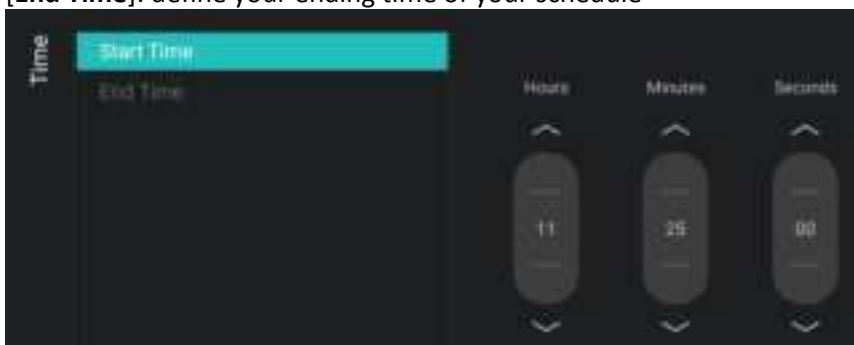 [End Time]: define your ending time of your schedule
Time
Start Time
End Time
Hours Minutes Seconds
11 25 00